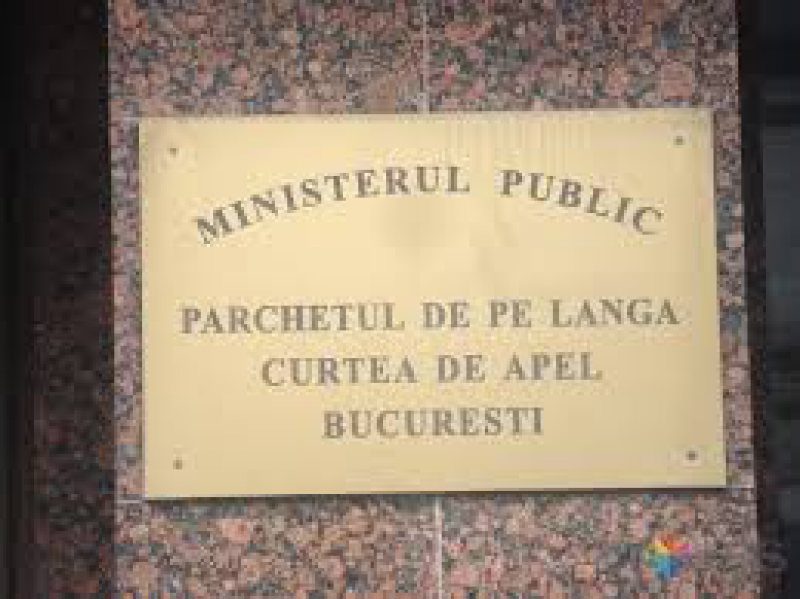 MINISTERUL PUBLIC
PARCHETUL DE PE LANGA
CURTEA DE APEL
BUCURESTI